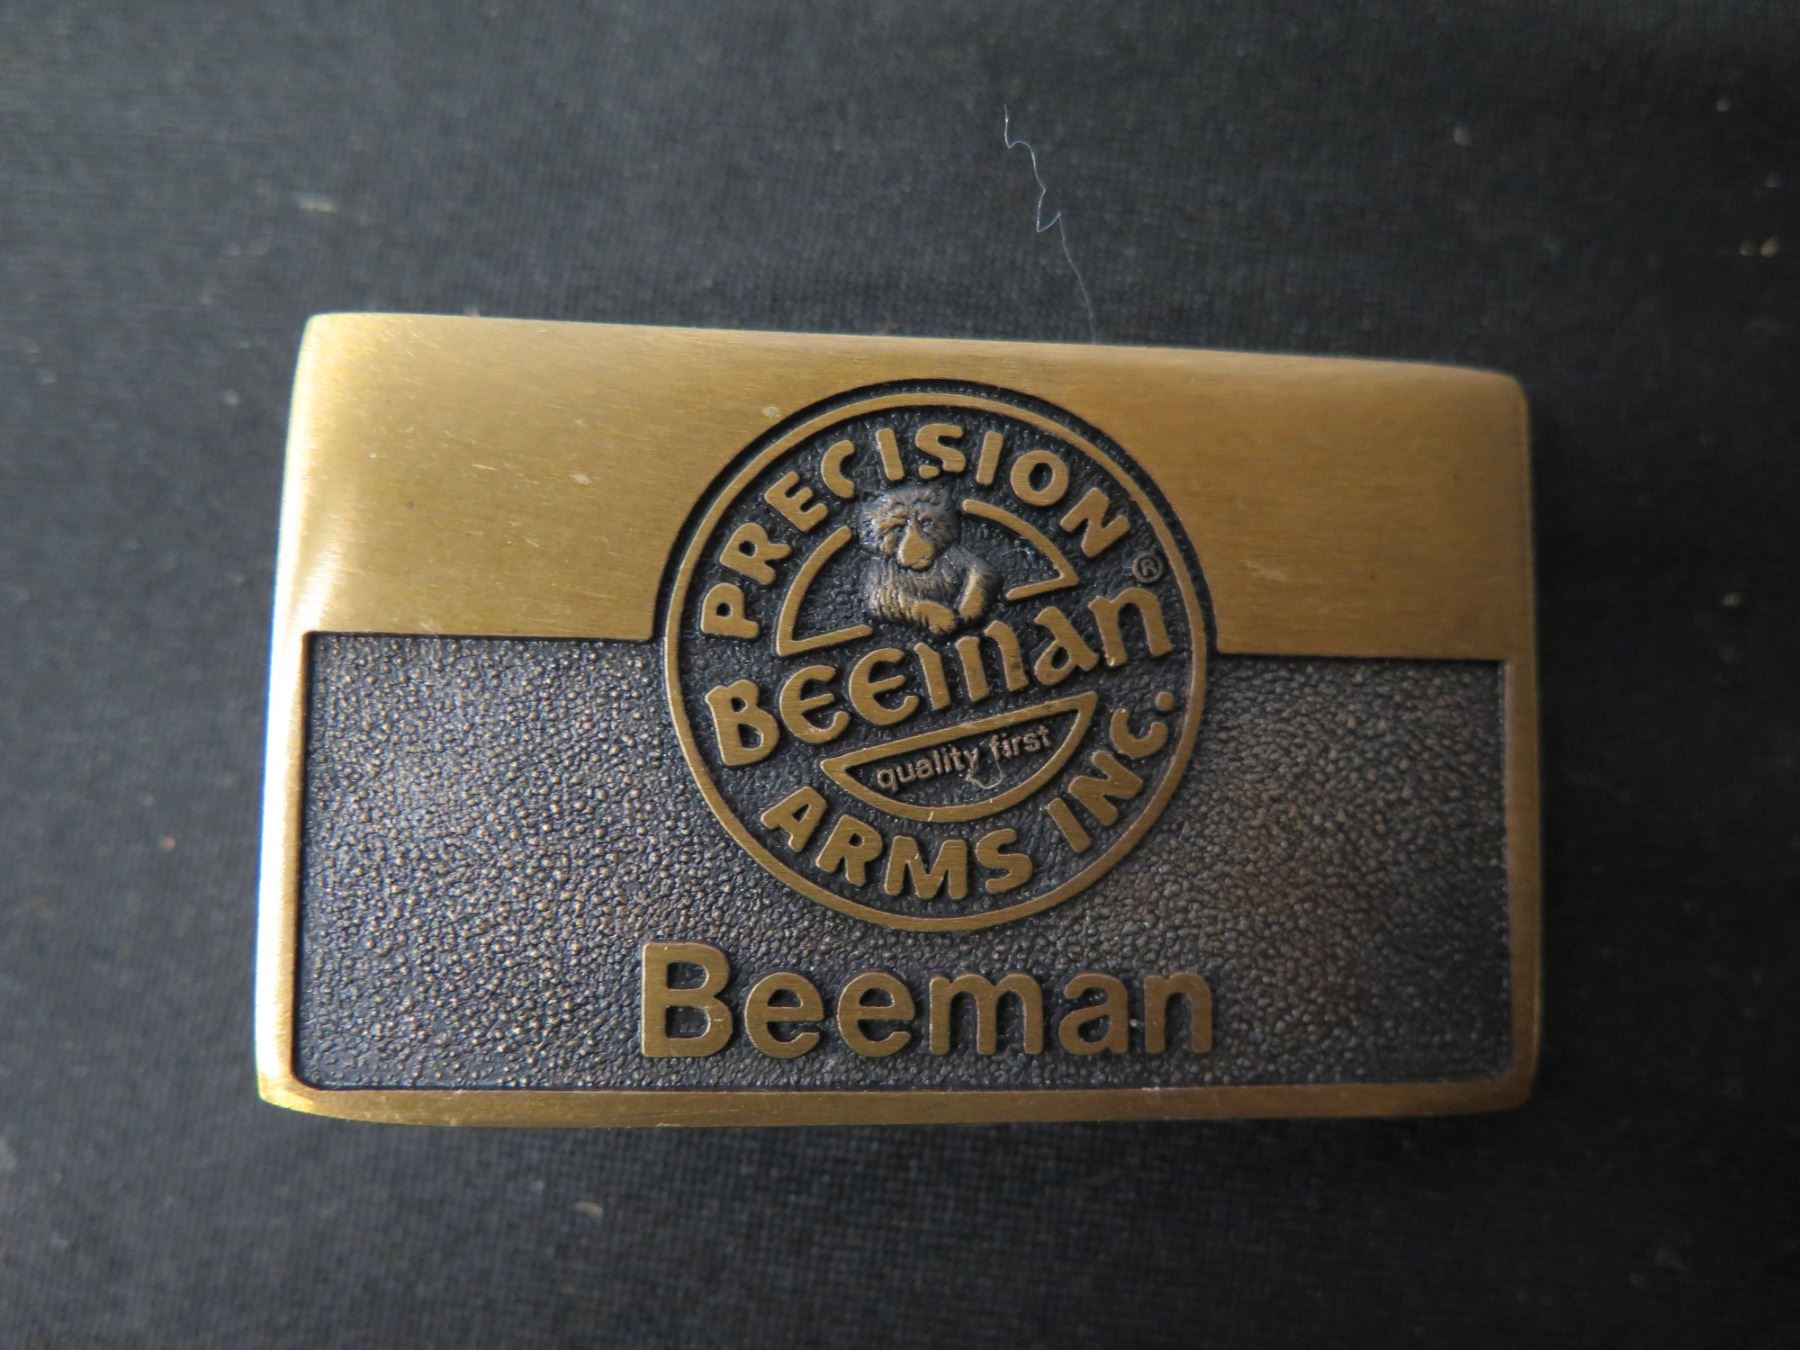 PRECISION
Beeman®
quality first
ARMS INC.
Beeman